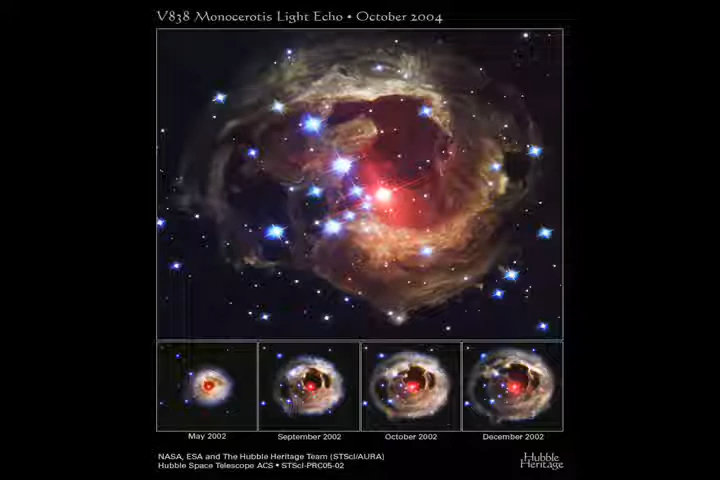 V838 Monocerotis Light Echo • October 2004
May 2002
September 2002
October 2002
December 2002
NASA, ESA and The Hubble Heritage Team (STScI/AURA)
Hubble Space Telescope ACS • STScI-PRC05-02
Hubble
Heritage